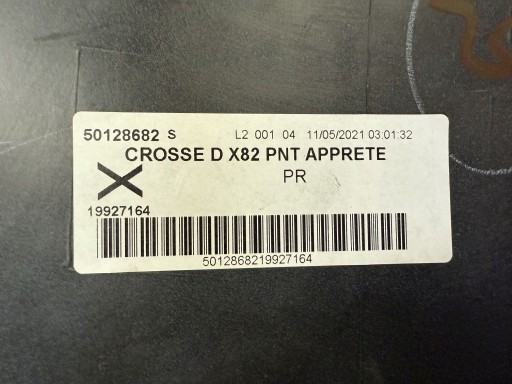 50128682 S L2 001 04 11/05/2021 03:01:32
CROSSE D X82 PNT APPRETE
X PR
19927164
5012868219927164